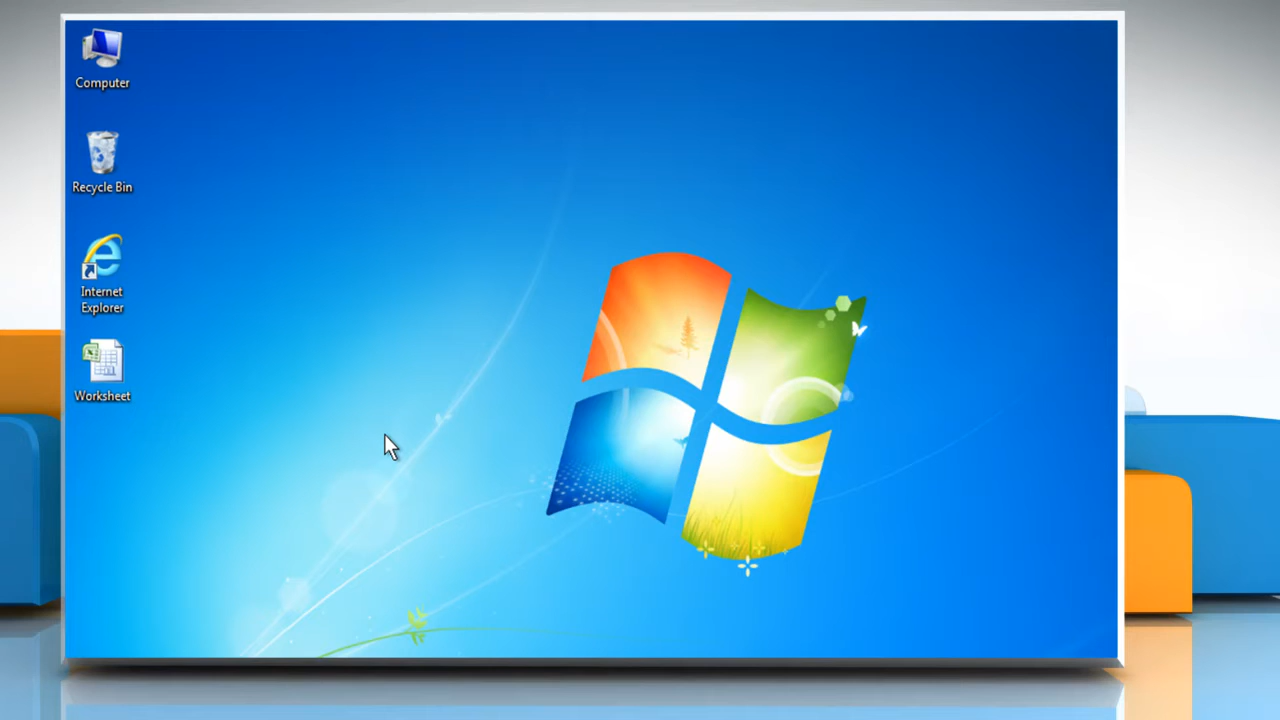 Computer
Recycle Bin
Internet
Explorer
Worksheet